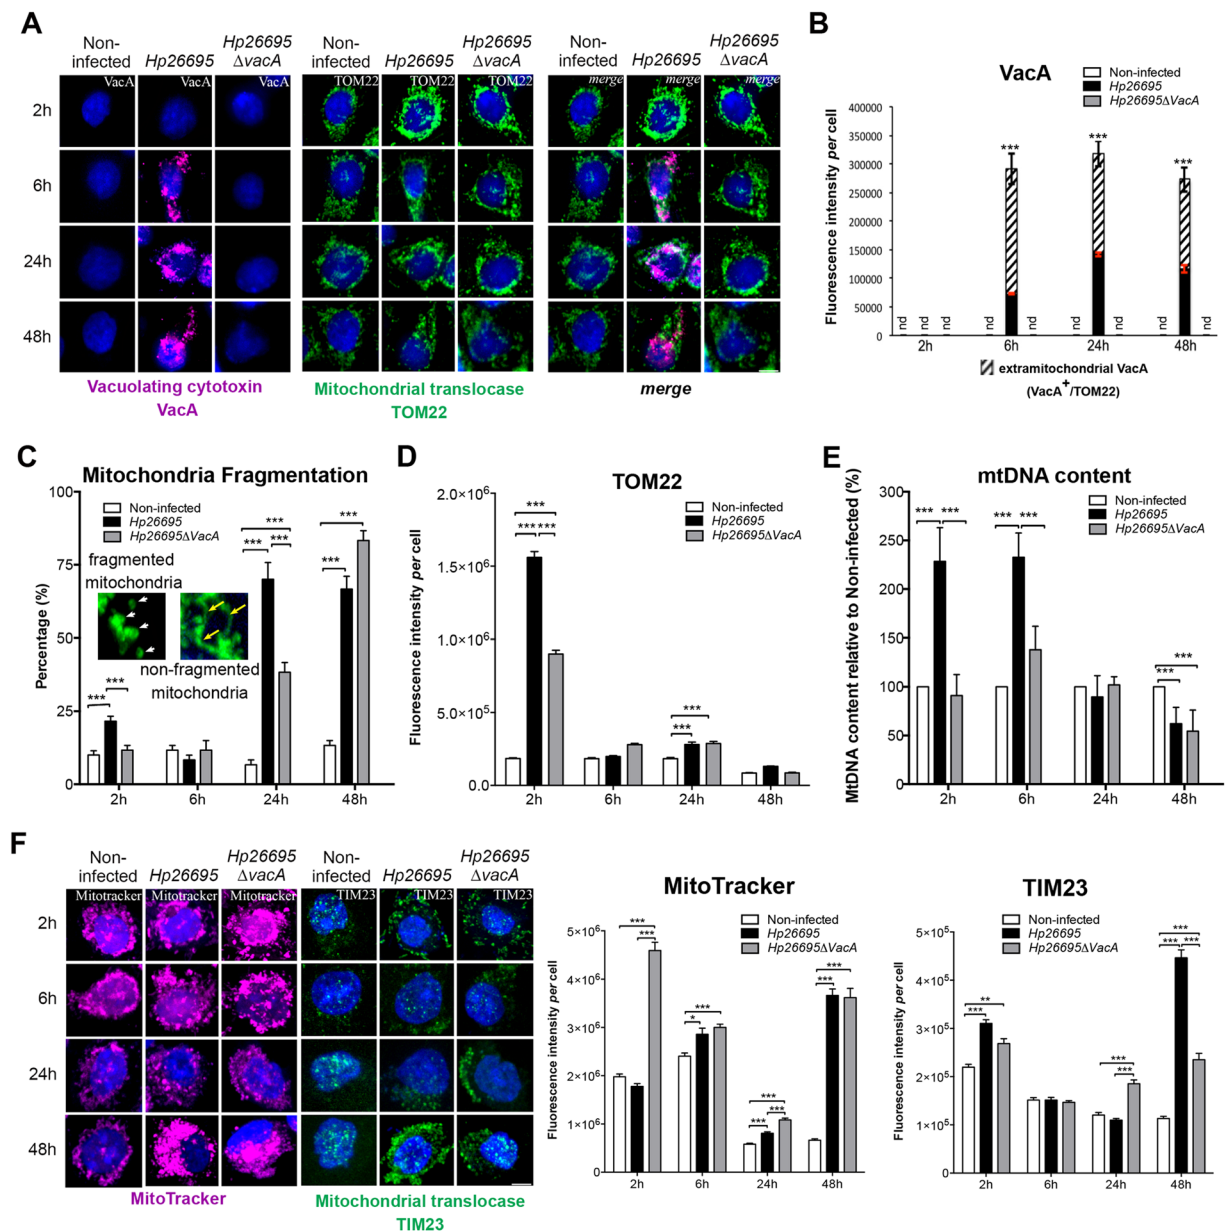 A
Non-
infected
Hp26695
Hp26695
ΔvacA
Non-
infected
Hp26695
Hp26695
ΔvacA
Non-
infected
Hp26695
Hp26695
ΔvacA
VacA
VacA
VacA
TOM22
TOM22
TOM22
merge
merge
merge
2h
6h
24h
48h
Vacuolating cytotoxin
VacA
Mitochondrial translocase
TOM22
merge
B
VacA
Non-infected
Hp26695
Hp26695ΔVacA
Fluorescence intensity per cell
400000
350000
300000
250000
200000
150000
100000
50000
0
*** *** ***
nd nd nd nd nd nd nd nd nd
2h 6h 24h 48h
extramitochondrial VacA
(VacA+/TOM22)
C
Mitochondria Fragmentation
Non-infected
Hp26695
Hp26695ΔVacA
Percentage (%)
100
75
50
25
0
fragmented
mitochondria
non-fragmented
mitochondria
*** ***
*** *** ***
*** ***
2h 6h 24h 48h
D
TOM22
Non-infected
Hp26695
Hp26695ΔVacA
Fluorescence intensity per cell
2.0×10⁶
1.5×10⁶
1.0×10⁶
5.0×10⁵
0.0
***
*** ***
***
***
2h 6h 24h 48h
E
mtDNA content
Non-infected
Hp26695
Hp26695ΔVacA
MtDNA content relative to Non-infected (%)
300
250
200
150
100
50
0
*** *** *** ***
***
***
2h 6h 24h 48h
F
Non-
infected
Hp26695
Hp26695
ΔvacA
Non-
infected
Hp26695
Hp26695
ΔvacA
Mitotracker
Mitotracker
Mitotracker
TIM23
TIM23
TIM23
2h
6h
24h
48h
MitoTracker
Mitochondrial translocase
TIM23
MitoTracker
Non-infected
Hp26695
Hp26695ΔVacA
Fluorescence intensity per cell
5×10⁶
4×10⁶
3×10⁶
2×10⁶
1×10⁶
0
***
***
***
*
***
*** ***
***
***
2h 6h 24h 48h
TIM23
Non-infected
Hp26695
Hp26695ΔVacA
Fluorescence intensity per cell
5×10⁵
4×10⁵
3×10⁵
2×10⁵
1×10⁵
0
**
***
***
***
***
*** ***
2h 6h 24h 48h